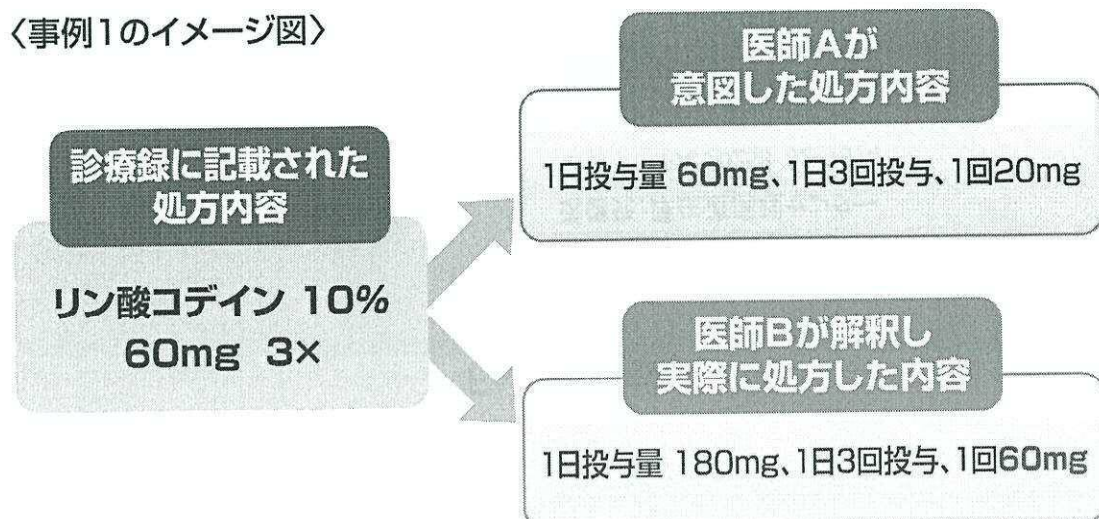 〈事例1のイメージ図〉
診療録に記載された
処方内容
リン酸コデイン 10%
60mg 3×
医師Aが
意図した処方内容
1日投与量 60mg、1日3回投与、1回20mg
医師Bが解釈し
実際に処方した内容
1日投与量 180mg、1日3回投与、1回60mg